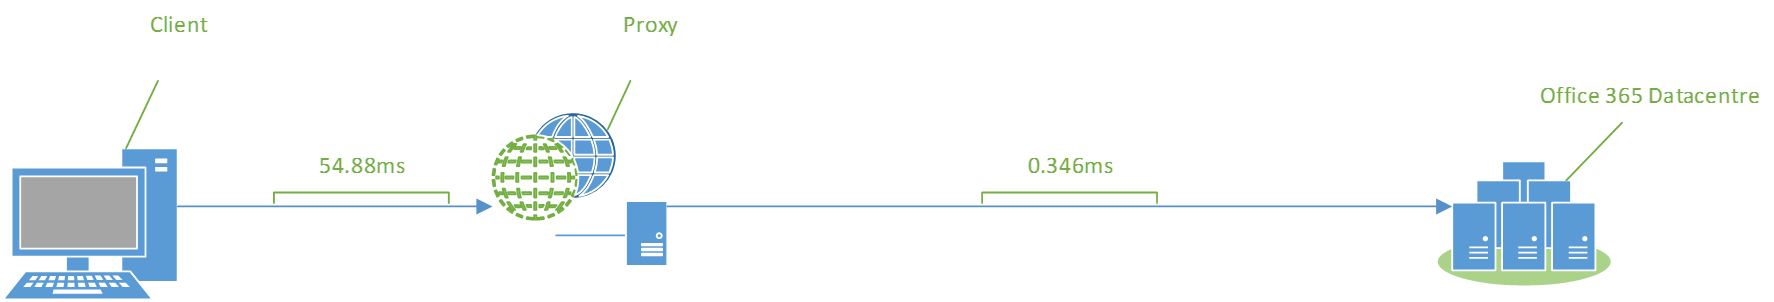 Client
Proxy
Office 365 Datacentre
54.88ms
0.346ms